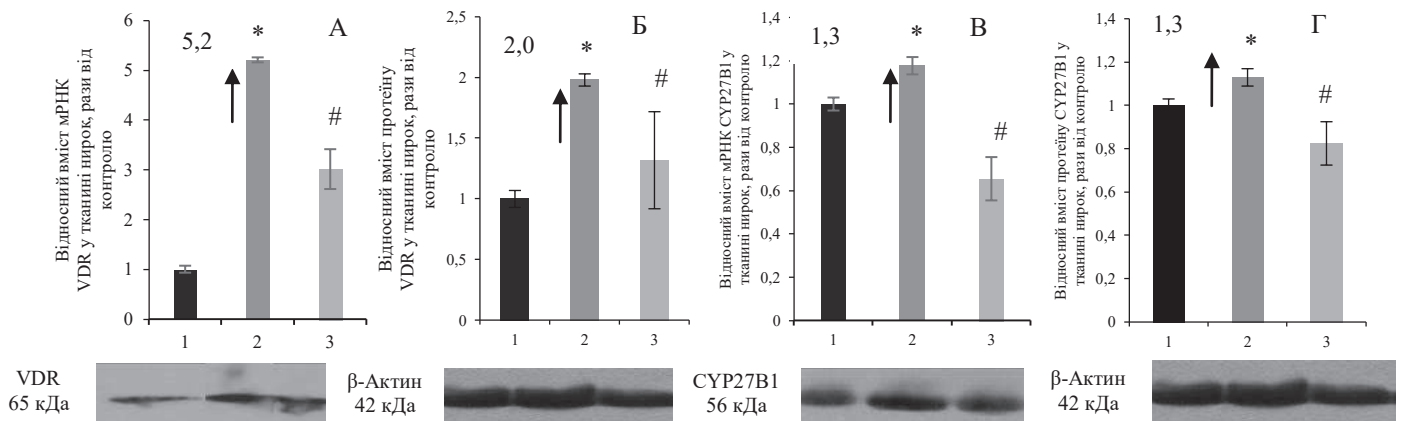 Відносний вміст мРНК
VDR у тканині нирок, рази від
контролю
6
5
4
3
2
1
0
5,2
*
А
#
1 2 3
Відносний вміст протеїну
VDR у тканині нирок, рази від
контролю
2,5
2
1,5
1
0,5
0
2,0
*
Б
#
1 2 3
Відносний вміст мРНК CYP27B1 у
тканині нирок, рази від контролю
1,4
1,2
1
0,8
0,6
0,4
0,2
0
1,3
*
В
#
1 2 3
Відносний вміст протеїну CYP27B1 у
тканині нирок, рази від контролю
1,4
1,2
1
0,8
0,6
0,4
0,2
0
1,3
*
Г
#
1 2 3
VDR
65 кДа
β-Актин
42 кДа
CYP27B1
56 кДа
β-Актин
42 кДа